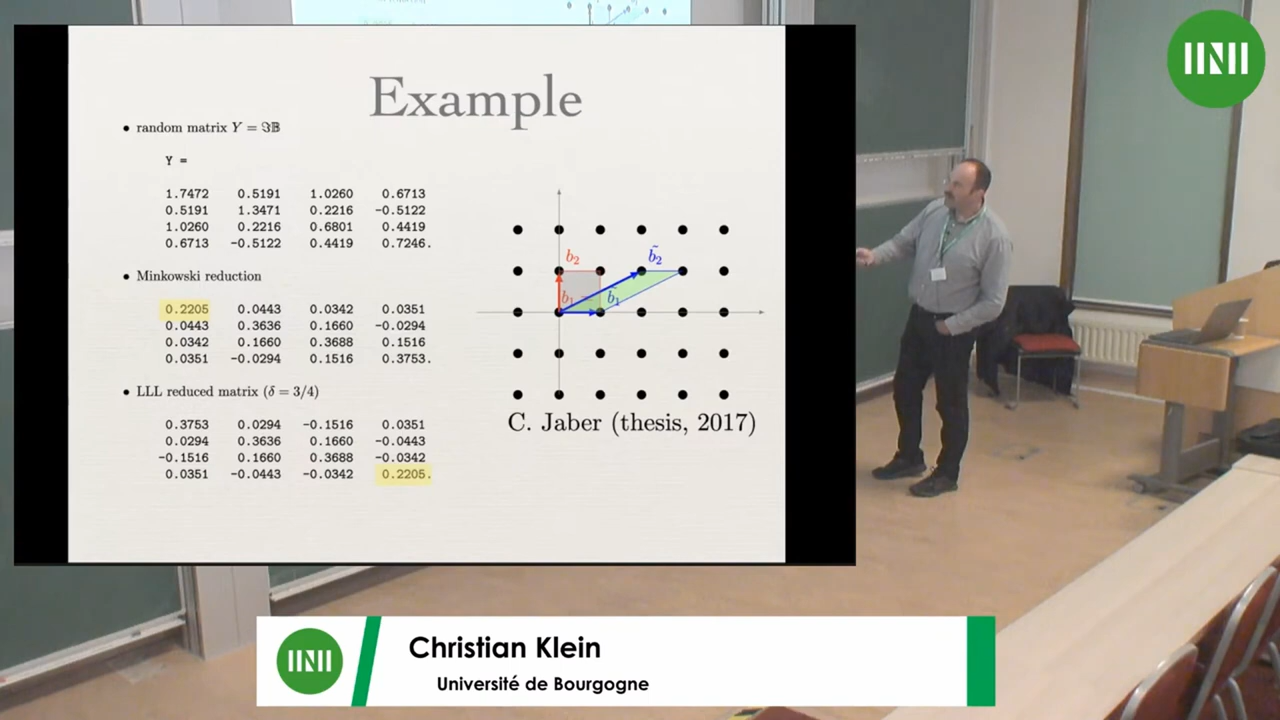 Example
• random matrix Y = ℑ𝔹
Y =
1.7472 0.5191 1.0260 0.6713
0.5191 1.3471 0.2216 -0.5122
1.0260 0.2216 0.6801 0.4419
0.6713 -0.5122 0.4419 0.7246.
• Minkowski reduction
0.2205 0.0443 0.0342 0.0351
0.0443 0.3636 0.1660 -0.0294
0.0342 0.1660 0.3688 0.1516
0.0351 -0.0294 0.1516 0.3753.
• LLL reduced matrix (δ = 3/4)
0.3753 0.0294 -0.1516 0.0351
0.0294 0.3636 0.1660 -0.0443
-0.1516 0.1660 0.3688 -0.0342
0.0351 -0.0443 -0.0342 0.2205.
b₂
b̃₂
b₁
b̃₁
C. Jaber (thesis, 2017)
Christian Klein
Université de Bourgogne